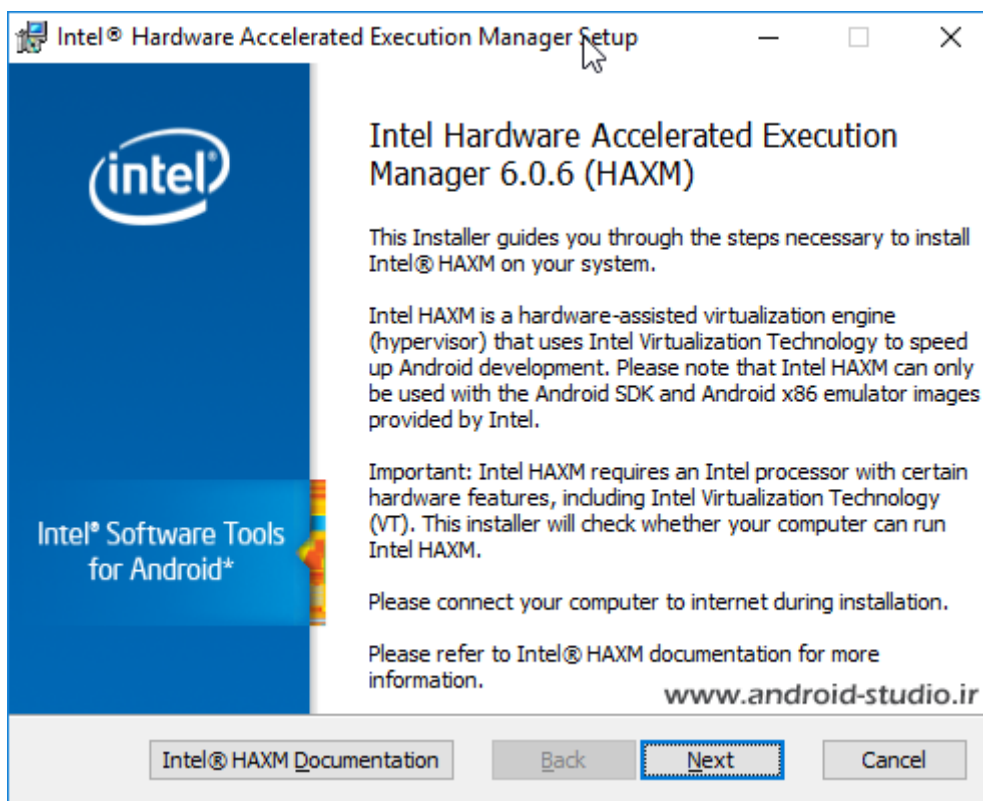 Intel® Hardware Accelerated Execution Manager Setup
intel®
Intel® Software Tools
for Android*
Intel Hardware Accelerated Execution
Manager 6.0.6 (HAXM)
This Installer guides you through the steps necessary to install
Intel® HAXM on your system.
Intel HAXM is a hardware-assisted virtualization engine
(hypervisor) that uses Intel Virtualization Technology to speed
up Android development. Please note that Intel HAXM can only
be used with the Android SDK and Android x86 emulator images
provided by Intel.
Important: Intel HAXM requires an Intel processor with certain
hardware features, including Intel Virtualization Technology
(VT). This installer will check whether your computer can run
Intel HAXM.
Please connect your computer to internet during installation.
Please refer to Intel® HAXM documentation for more
information.
www.android-studio.ir
Intel® HAXM Documentation
Back
Next
Cancel